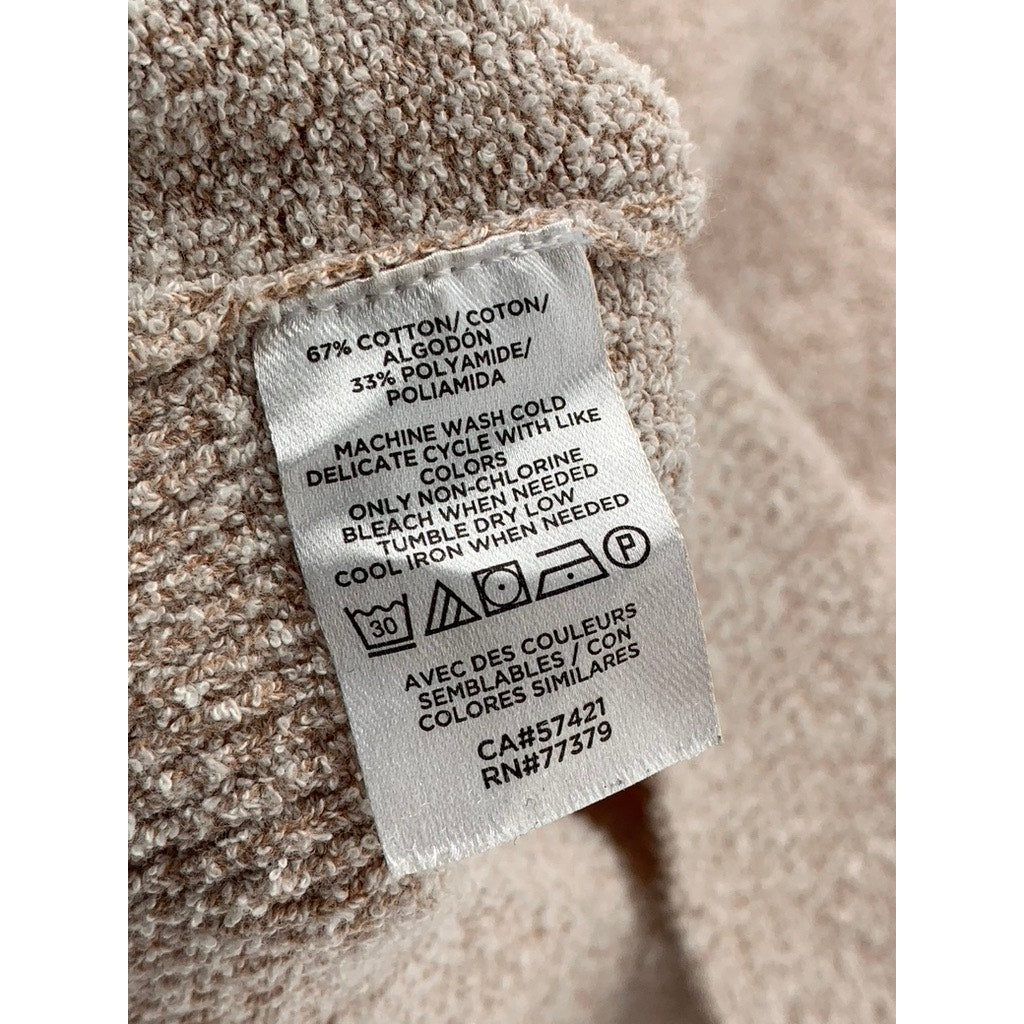 67% COTTON/ COTON/
ALGODÓN
33% POLYAMIDE/
POLIAMIDA
MACHINE WASH COLD
DELICATE CYCLE WITH LIKE
COLORS
ONLY NON-CHLORINE
BLEACH WHEN NEEDED
TUMBLE DRY LOW
COOL IRON WHEN NEEDED
30 P
AVEC DES COULEURS
SEMBLABLES / CON
COLORES SIMILARES
CA#57421
RN#77379